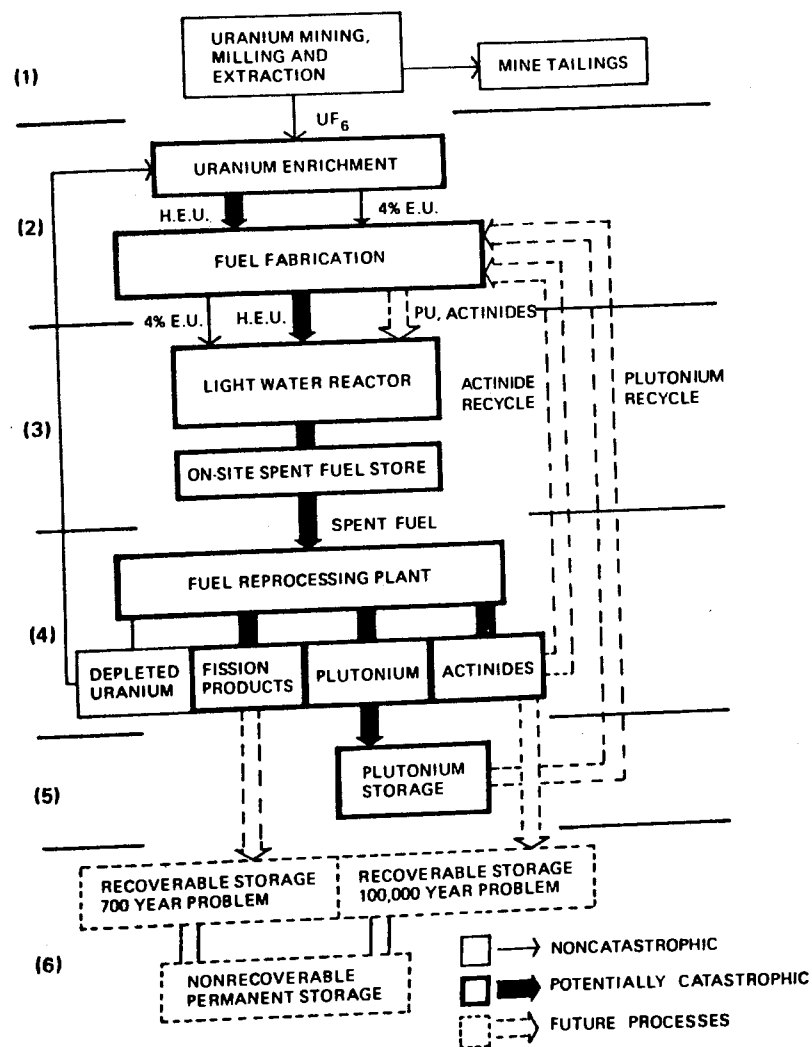 URANIUM MINING,
MILLING AND
EXTRACTION
MINE TAILINGS
(1)
UF6
URANIUM ENRICHMENT
H.E.U.
4% E.U.
(2)
FUEL FABRICATION
4% E.U.
H.E.U.
PU, ACTINIDES
LIGHT WATER REACTOR
ACTINIDE
RECYCLE
PLUTONIUM
RECYCLE
(3)
ON-SITE SPENT FUEL STORE
SPENT FUEL
FUEL REPROCESSING PLANT
(4)
DEPLETED
URANIUM
FISSION
PRODUCTS
PLUTONIUM
ACTINIDES
PLUTONIUM
STORAGE
(5)
RECOVERABLE STORAGE
700 YEAR PROBLEM
RECOVERABLE STORAGE
100,000 YEAR PROBLEM
(6)
NONRECOVERABLE
PERMANENT STORAGE
NONCATASTROPHIC
POTENTIALLY CATASTROPHIC
FUTURE PROCESSES